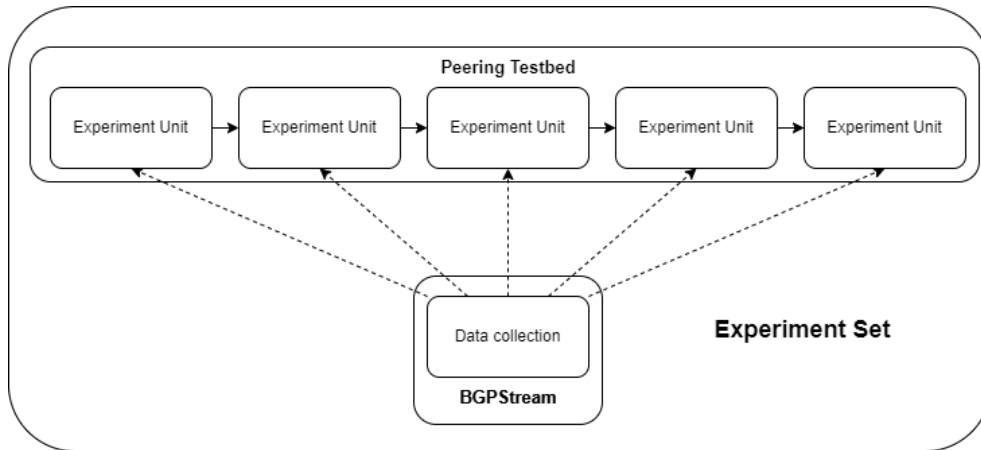 Peering Testbed
Experiment Unit
Experiment Unit
Experiment Unit
Experiment Unit
Experiment Unit
Data collection
BGPStream
Experiment Set